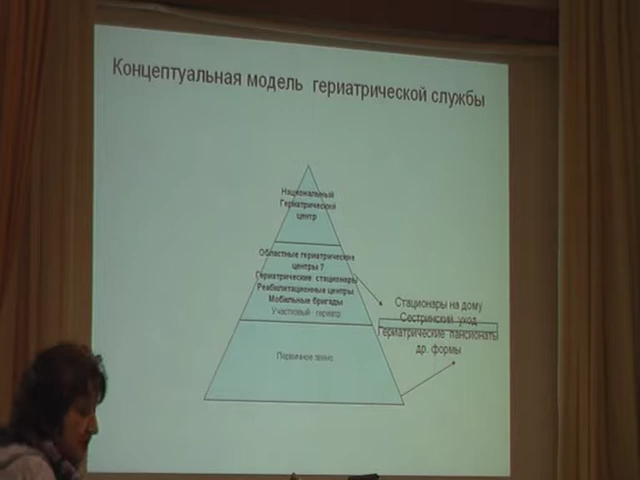 Концептуальная модель гериатрической службы
Национальный
Гериатрический
центр
Областные гериатрические
центры 7
Гериатрические стационары
Реабилитационные центры
Мобильные бригады
Участковый гериатр
Первичное звено
Стационары на дому
Сестринский уход
Гериатрические пансионаты
др. формы